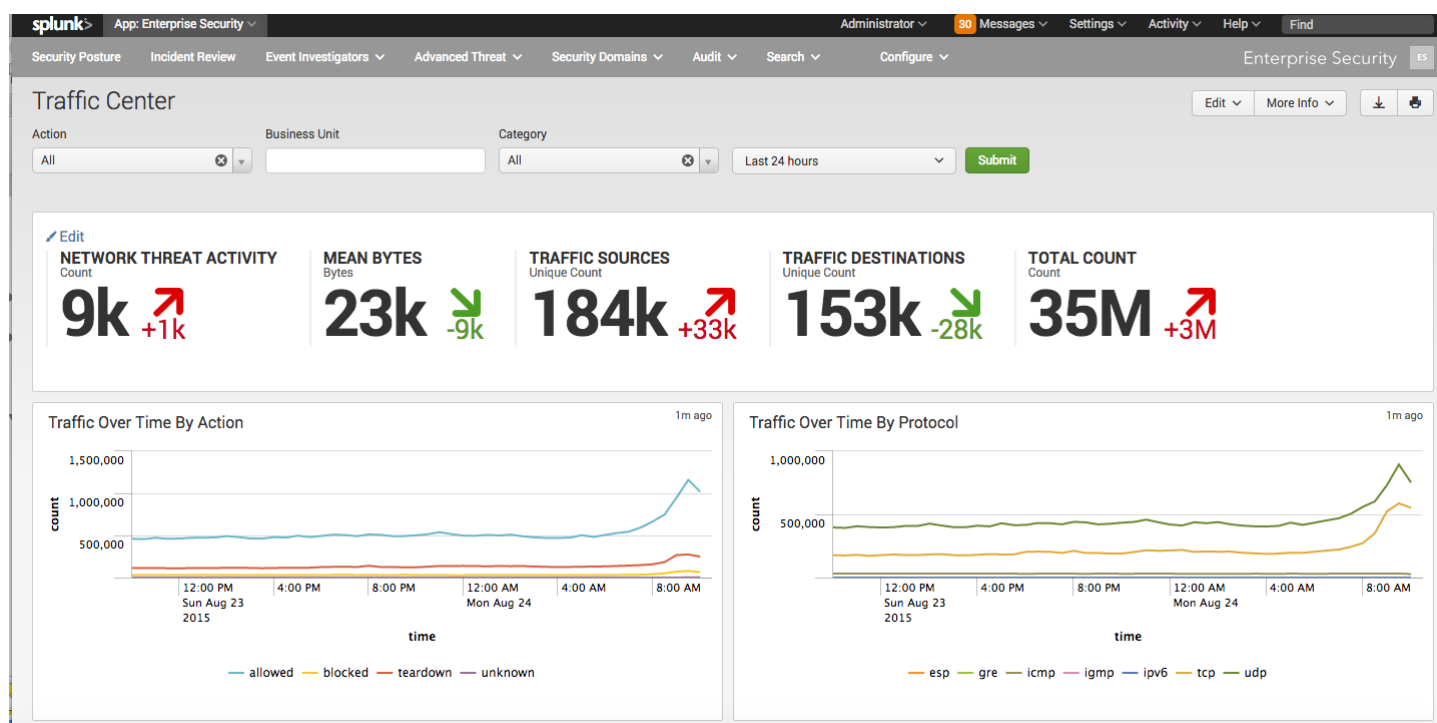 splunk> App: Enterprise Security Administrator 30 Messages Settings Activity Help Find
Security Posture Incident Review Event Investigators Advanced Threat Security Domains Audit Search Configure Enterprise Security ES
Traffic Center Edit More Info
Action Business Unit Category
All All Last 24 hours Submit
Edit
NETWORK THREAT ACTIVITY MEAN BYTES TRAFFIC SOURCES TRAFFIC DESTINATIONS TOTAL COUNT
Count Bytes Unique Count Unique Count Count
9k +1k 23k -9k 184k +33k 153k -28k 35M +3M
Traffic Over Time By Action 1m ago
1,500,000
1,000,000
500,000
count
12:00 PM 4:00 PM 8:00 PM 12:00 AM 4:00 AM 8:00 AM
Sun Aug 23 Mon Aug 24
2015
time
allowed blocked teardown unknown
Traffic Over Time By Protocol 1m ago
1,000,000
500,000
count
12:00 PM 4:00 PM 8:00 PM 12:00 AM 4:00 AM 8:00 AM
Sun Aug 23 Mon Aug 24
2015
time
esp gre icmp igmp ipv6 tcp udp